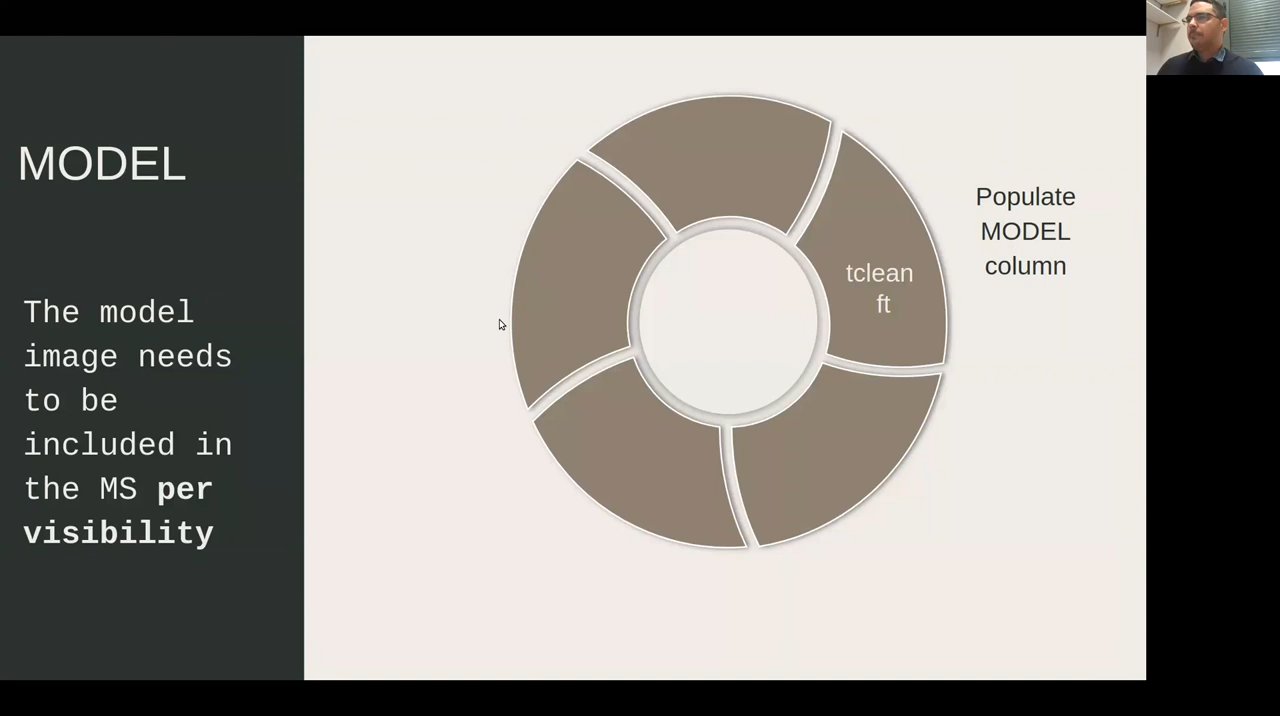 MODEL
The model
image needs
to be
included in
the MS per
visibility
tclean
ft
Populate
MODEL
column